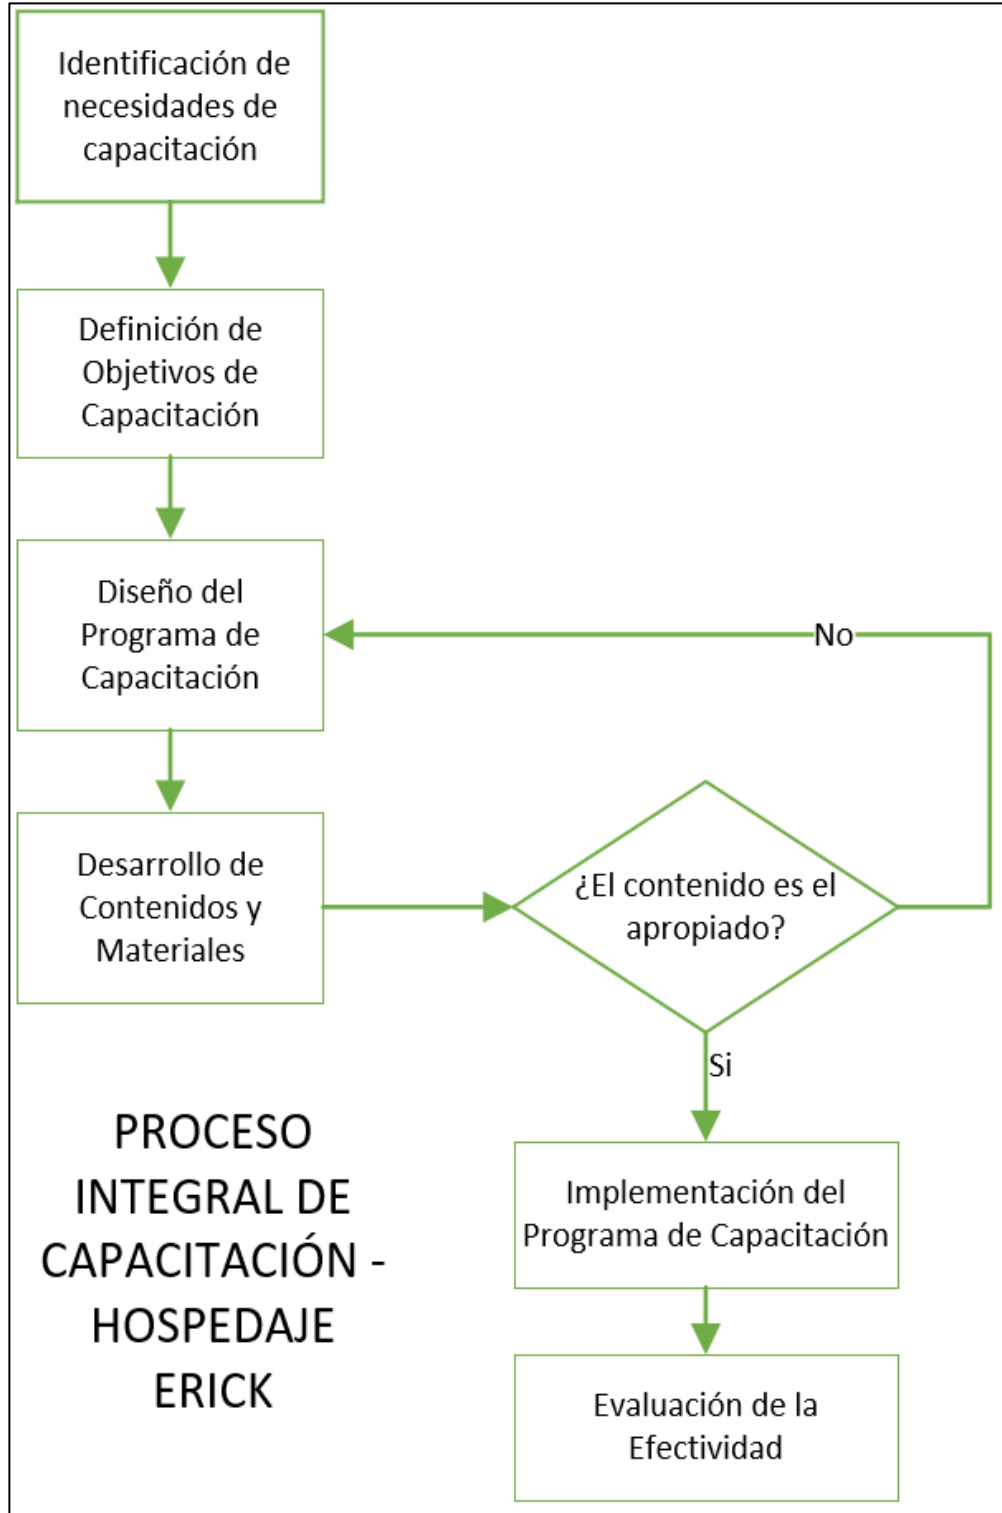 Identificación de
necesidades de
capacitación
Definición de
Objetivos de
Capacitación
Diseño del
Programa de
Capacitación
No
Desarrollo de
Contenidos y
Materiales
¿El contenido es el
apropiado?
Si
Implementación del
Programa de Capacitación
Evaluación de la
Efectividad
PROCESO
INTEGRAL DE
CAPACITACIÓN -
HOSPEDAJE
ERICK